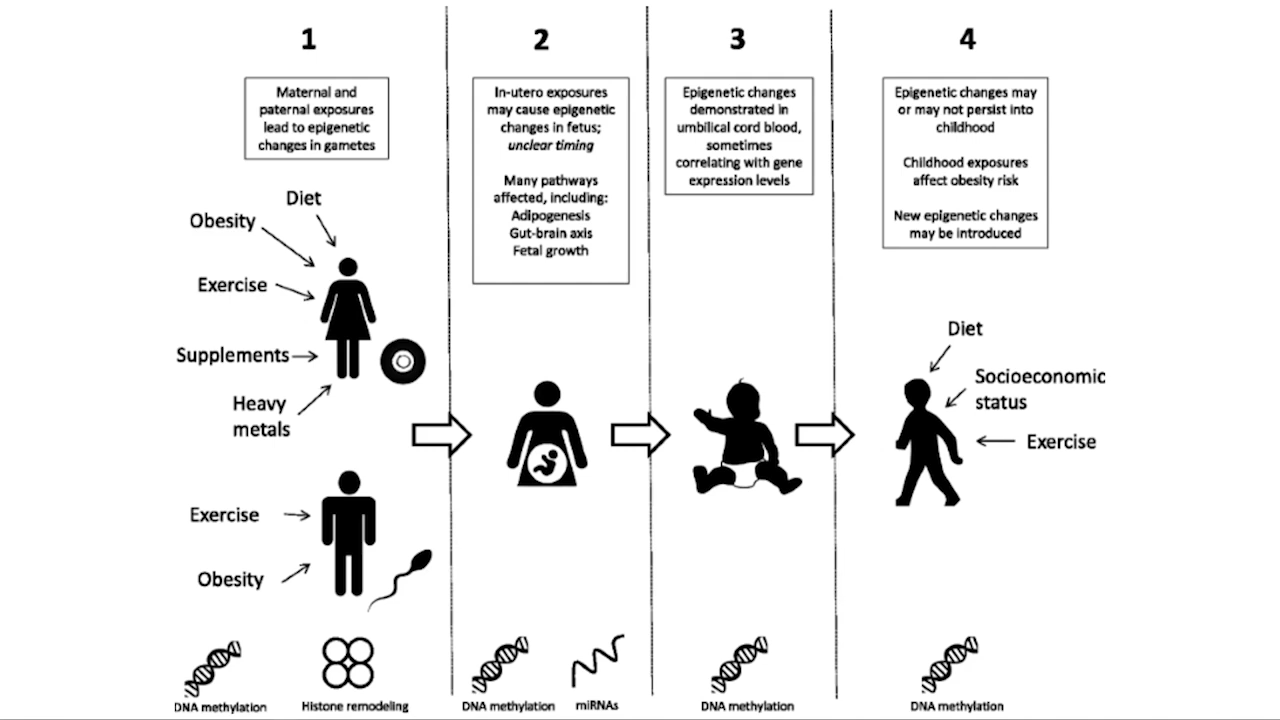 1
Maternal and
paternal exposures
lead to epigenetic
changes in gametes
Diet
Obesity
Exercise
Supplements
Heavy
metals
Exercise
Obesity
DNA methylation
Histone remodeling
2
In-utero exposures
may cause epigenetic
changes in fetus;
unclear timing
Many pathways
affected, including:
Adipogenesis
Gut-brain axis
Fetal growth
DNA methylation
miRNAs
3
Epigenetic changes
demonstrated in
umbilical cord blood,
sometimes
correlating with gene
expression levels
DNA methylation
4
Epigenetic changes may
or may not persist into
childhood
Childhood exposures
affect obesity risk
New epigenetic changes
may be introduced
Diet
Socioeconomic
status
Exercise
DNA methylation